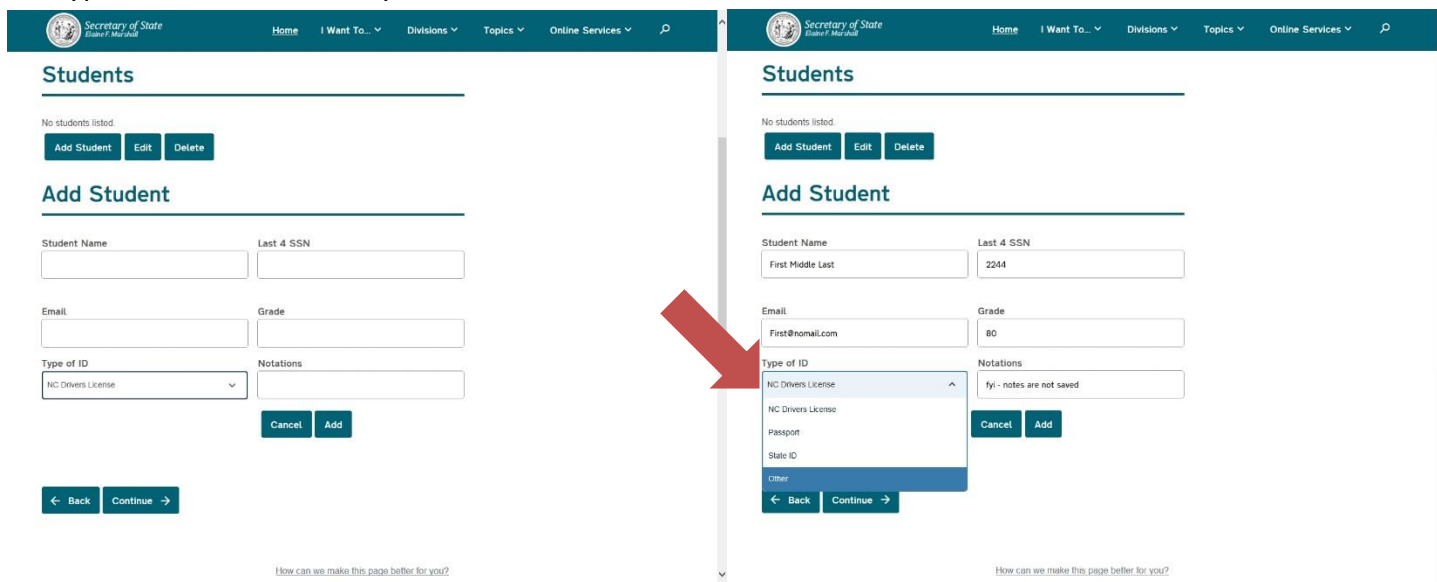 Secretary of State
Elaine F. Marshall
Home I Want To... Divisions Topics Online Services
Students
No students listed.
Add Student Edit Delete
Add Student
Student Name Last 4 SSN
Email Grade
Type of ID Notations
NC Drivers License
Cancel Add
← Back Continue →
How can we make this page better for you?
Secretary of State
Elaine F. Marshall
Home I Want To... Divisions Topics Online Services
Students
No students listed.
Add Student Edit Delete
Add Student
Student Name Last 4 SSN
First Middle Last 2244
Email Grade
First@nomail.com 80
Type of ID Notations
NC Drivers License fyi - notes are not saved
NC Drivers License
Passport
Cancel Add
State ID
Other
← Back Continue →
How can we make this page better for you?